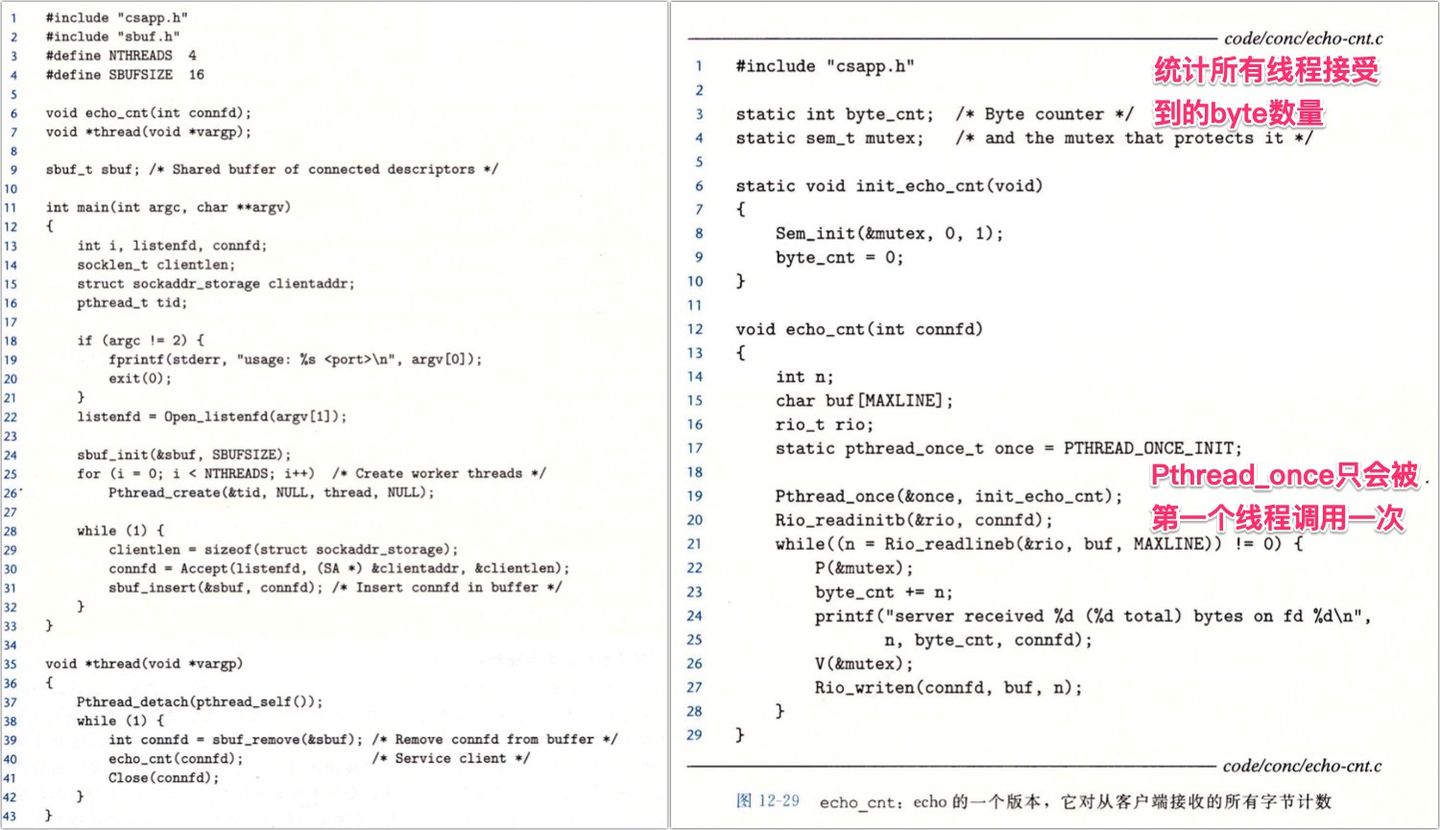 1 #include "csapp.h"
2 #include "sbuf.h"
3 #define NTHREADS 4
4 #define SBUFSIZE 16
5
6 void echo_cnt(int connfd);
7 void *thread(void *vargp);
8
9 sbuf_t sbuf; /* Shared buffer of connected descriptors */
10
11 int main(int argc, char **argv)
12 {
13 int i, listenfd, connfd;
14 socklen_t clientlen;
15 struct sockaddr_storage clientaddr;
16 pthread_t tid;
17
18 if (argc != 2) {
19 fprintf(stderr, "usage: %s <port>\n", argv[0]);
20 exit(0);
21 }
22 listenfd = Open_listenfd(argv[1]);
23
24 sbuf_init(&sbuf, SBUFSIZE);
25 for (i = 0; i < NTHREADS; i++) /* Create worker threads */
26 Pthread_create(&tid, NULL, thread, NULL);
27
28 while (1) {
29 clientlen = sizeof(struct sockaddr_storage);
30 connfd = Accept(listenfd, (SA *) &clientaddr, &clientlen);
31 sbuf_insert(&sbuf, connfd); /* Insert connfd in buffer */
32 }
33 }
34
35 void *thread(void *vargp)
36 {
37 Pthread_detach(pthread_self());
38 while (1) {
39 int connfd = sbuf_remove(&sbuf); /* Remove connfd from buffer */
40 echo_cnt(connfd); /* Service client */
41 Close(connfd);
42 }
43 }
code/conc/echo-cnt.c
1 #include "csapp.h"
统计所有线程接受
到的byte数量
2
3 static int byte_cnt; /* Byte counter */
4 static sem_t mutex; /* and the mutex that protects it */
5
6 static void init_echo_cnt(void)
7 {
8 Sem_init(&mutex, 0, 1);
9 byte_cnt = 0;
10 }
11
12 void echo_cnt(int connfd)
13 {
14 int n;
15 char buf[MAXLINE];
16 rio_t rio;
17 static pthread_once_t once = PTHREAD_ONCE_INIT;
18
Pthread_once只会被
第一个线程调用一次
19 Pthread_once(&once, init_echo_cnt);
20 Rio_readinitb(&rio, connfd);
21 while((n = Rio_readlineb(&rio, buf, MAXLINE)) != 0) {
22 P(&mutex);
23 byte_cnt += n;
24 printf("server received %d (%d total) bytes on fd %d\n",
25 n, byte_cnt, connfd);
26 V(&mutex);
27 Rio_writen(connfd, buf, n);
28 }
29 }
code/conc/echo-cnt.c
图 12-29 echo_cnt：echo 的一个版本，它对从客户端接收的所有字节计数